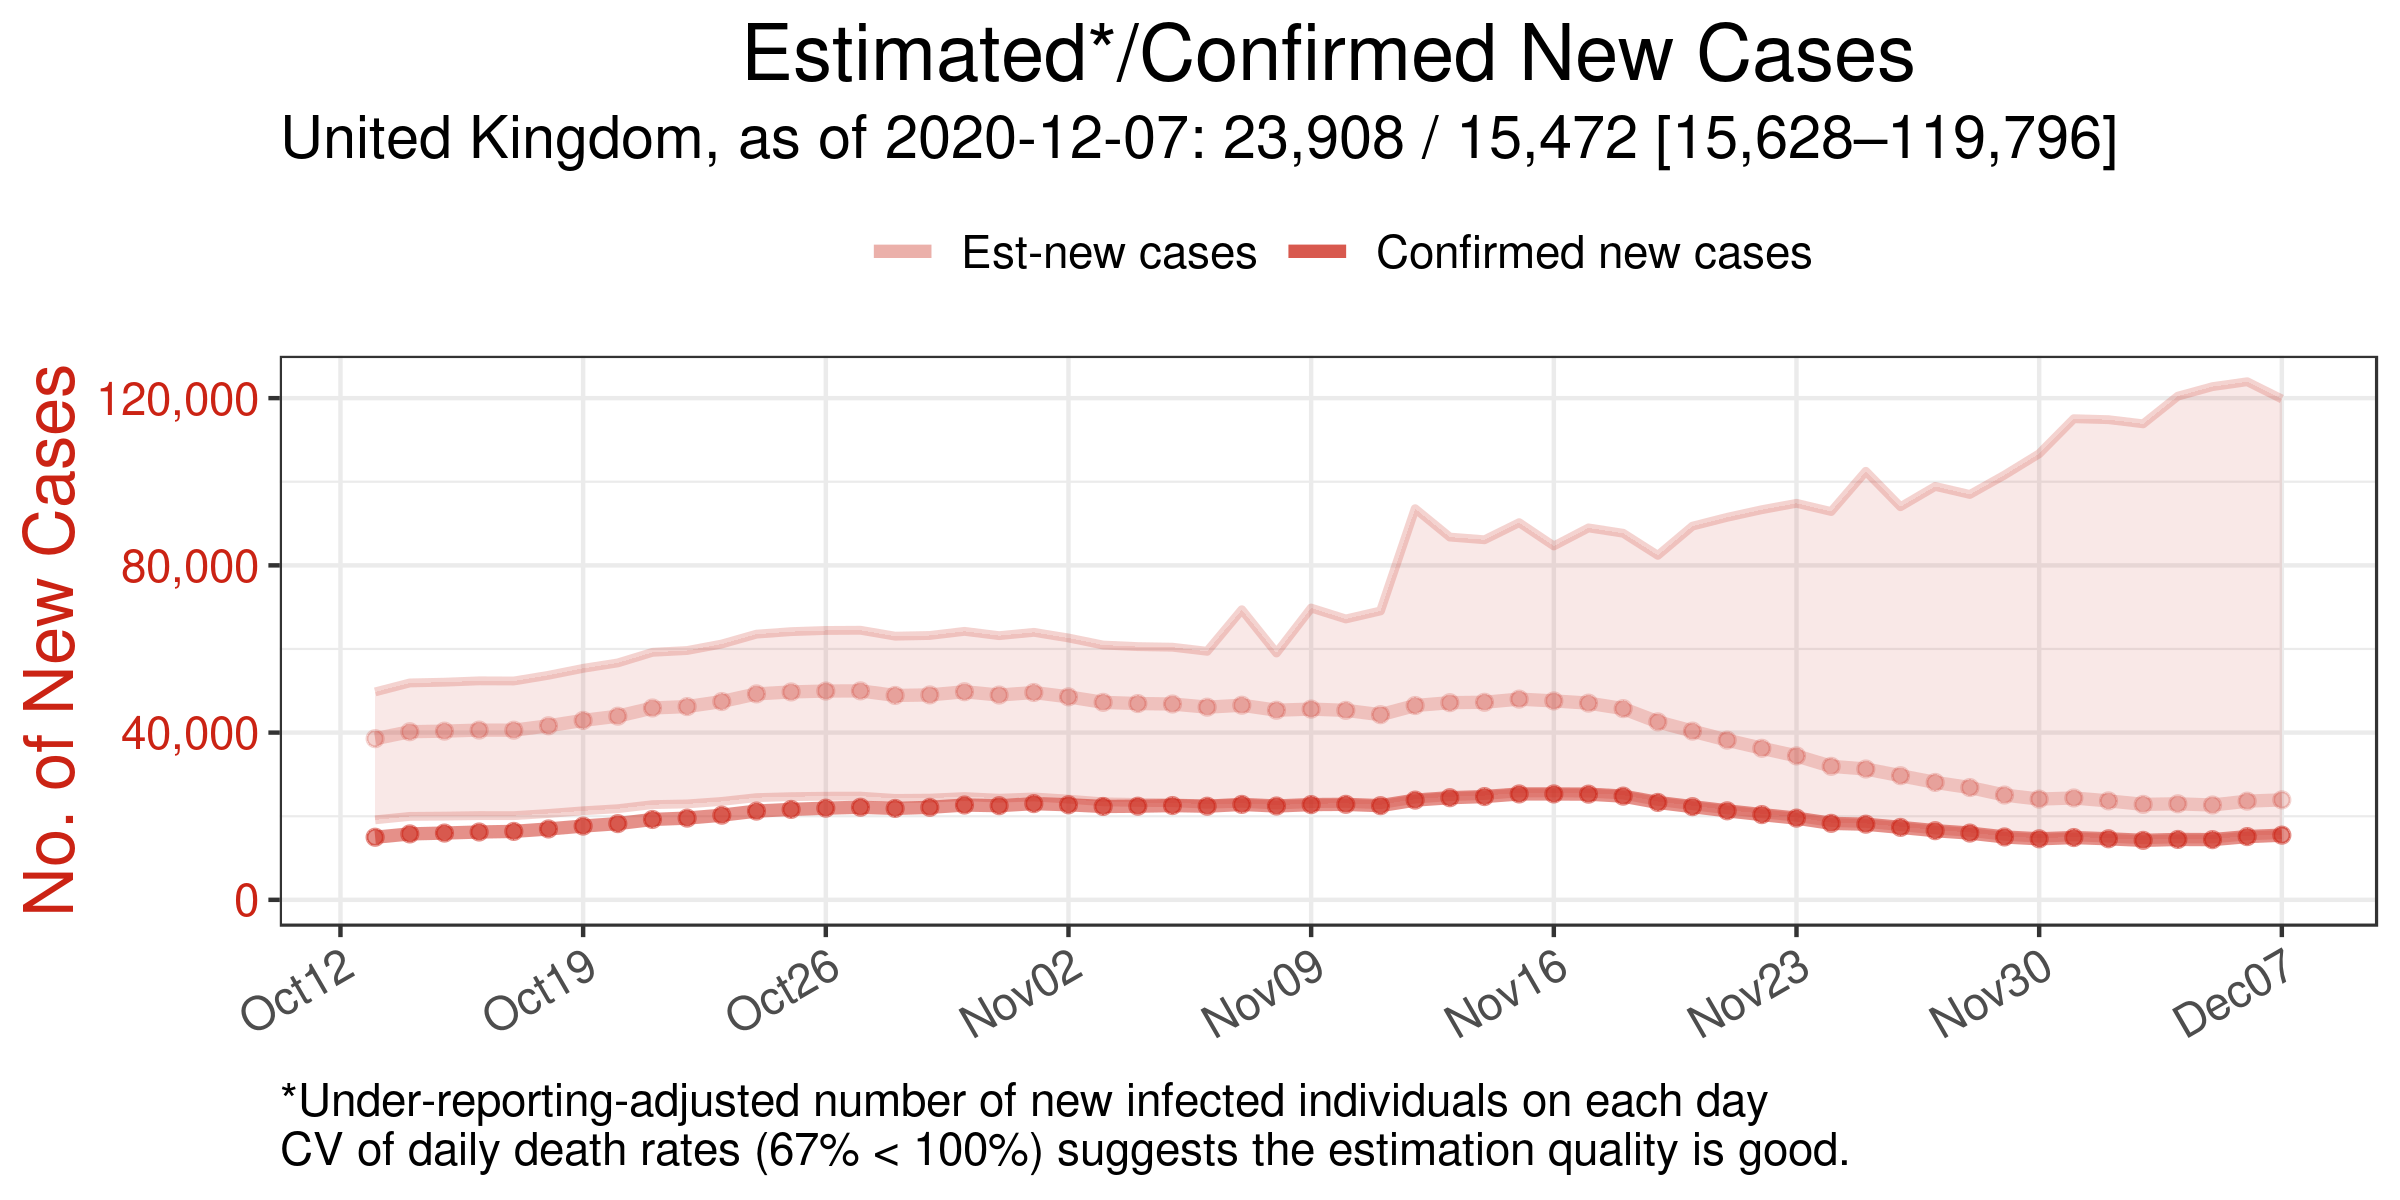 Estimated*/Confirmed New Cases
United Kingdom, as of 2020-12-07: 23,908 / 15,472 [15,628–119,796]
Est-new cases
Confirmed new cases
No. of New Cases
120,000
80,000
40,000
0
Oct12
Oct19
Oct26
Nov02
Nov09
Nov16
Nov23
Nov30
Dec07
*Under-reporting-adjusted number of new infected individuals on each day
CV of daily death rates (67% < 100%) suggests the estimation quality is good.